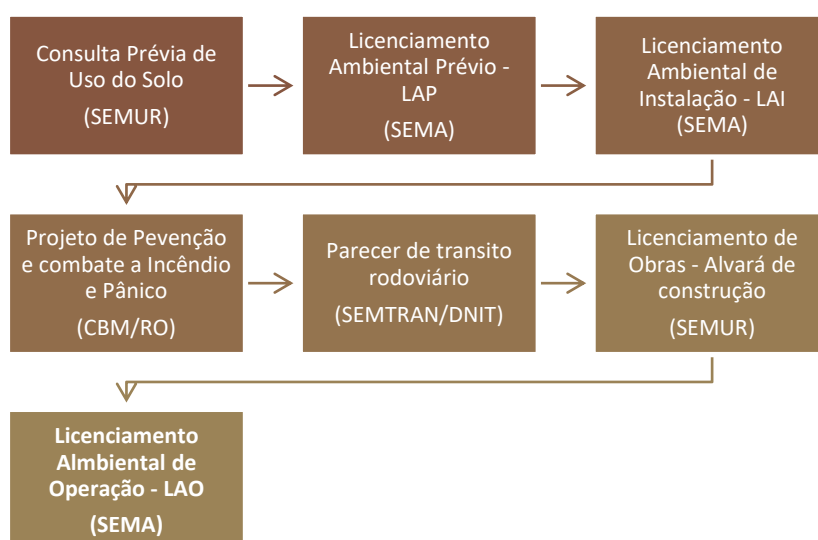 Consulta Prévia de
Uso do Solo
(SEMUR)
Licenciamento
Ambiental Prévio -
LAP
(SEMA)
Licenciamento
Ambiental de
Instalação - LAI
(SEMA)
Projeto de Pevenção
e combate a Incêndio
e Pânico
(CBM/RO)
Parecer de transito
rodoviário
(SEMTRAN/DNIT)
Licenciamento de
Obras - Alvará de
construção
(SEMUR)
Licenciamento
Almbiental de
Operação - LAO
(SEMA)